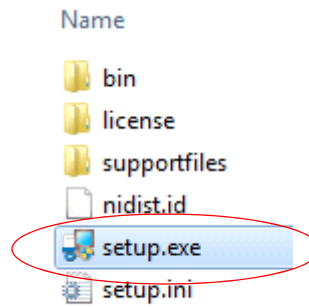 Name
bin
license
supportfiles
nidist.id
setup.exe
setup.ini